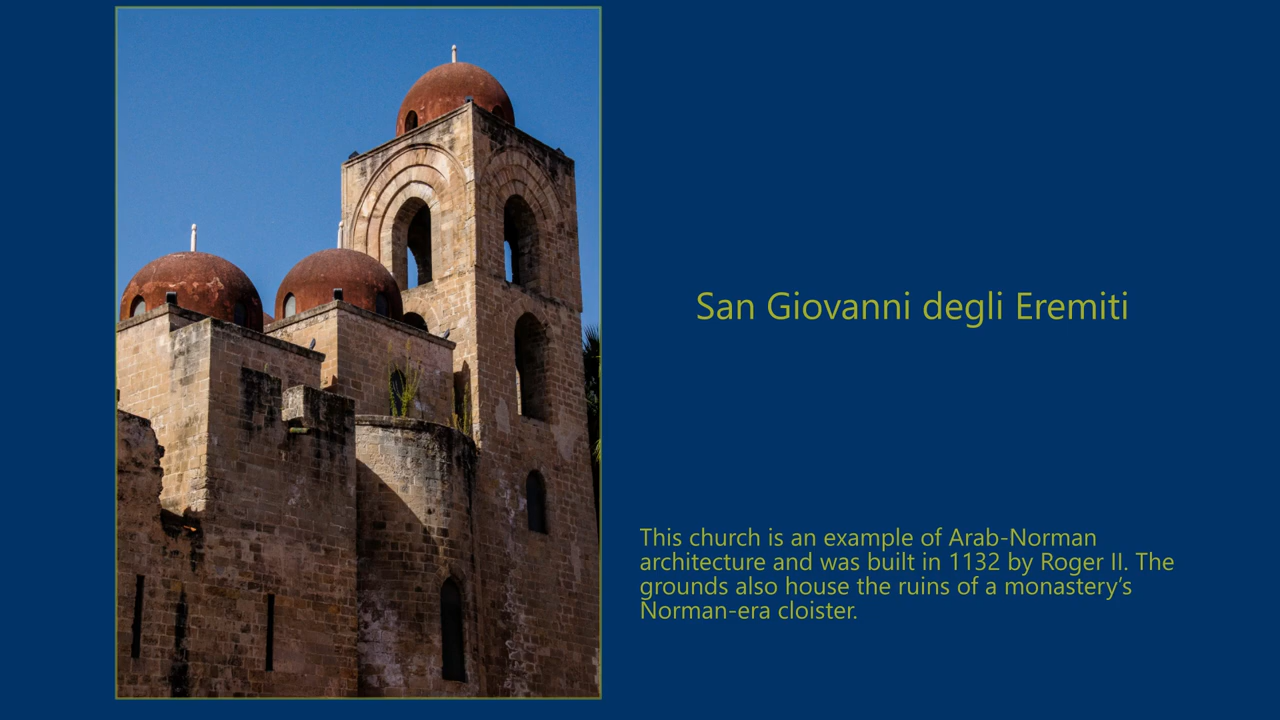 San Giovanni degli Eremiti
This church is an example of Arab-Norman
architecture and was built in 1132 by Roger II. The
grounds also house the ruins of a monastery’s
Norman-era cloister.